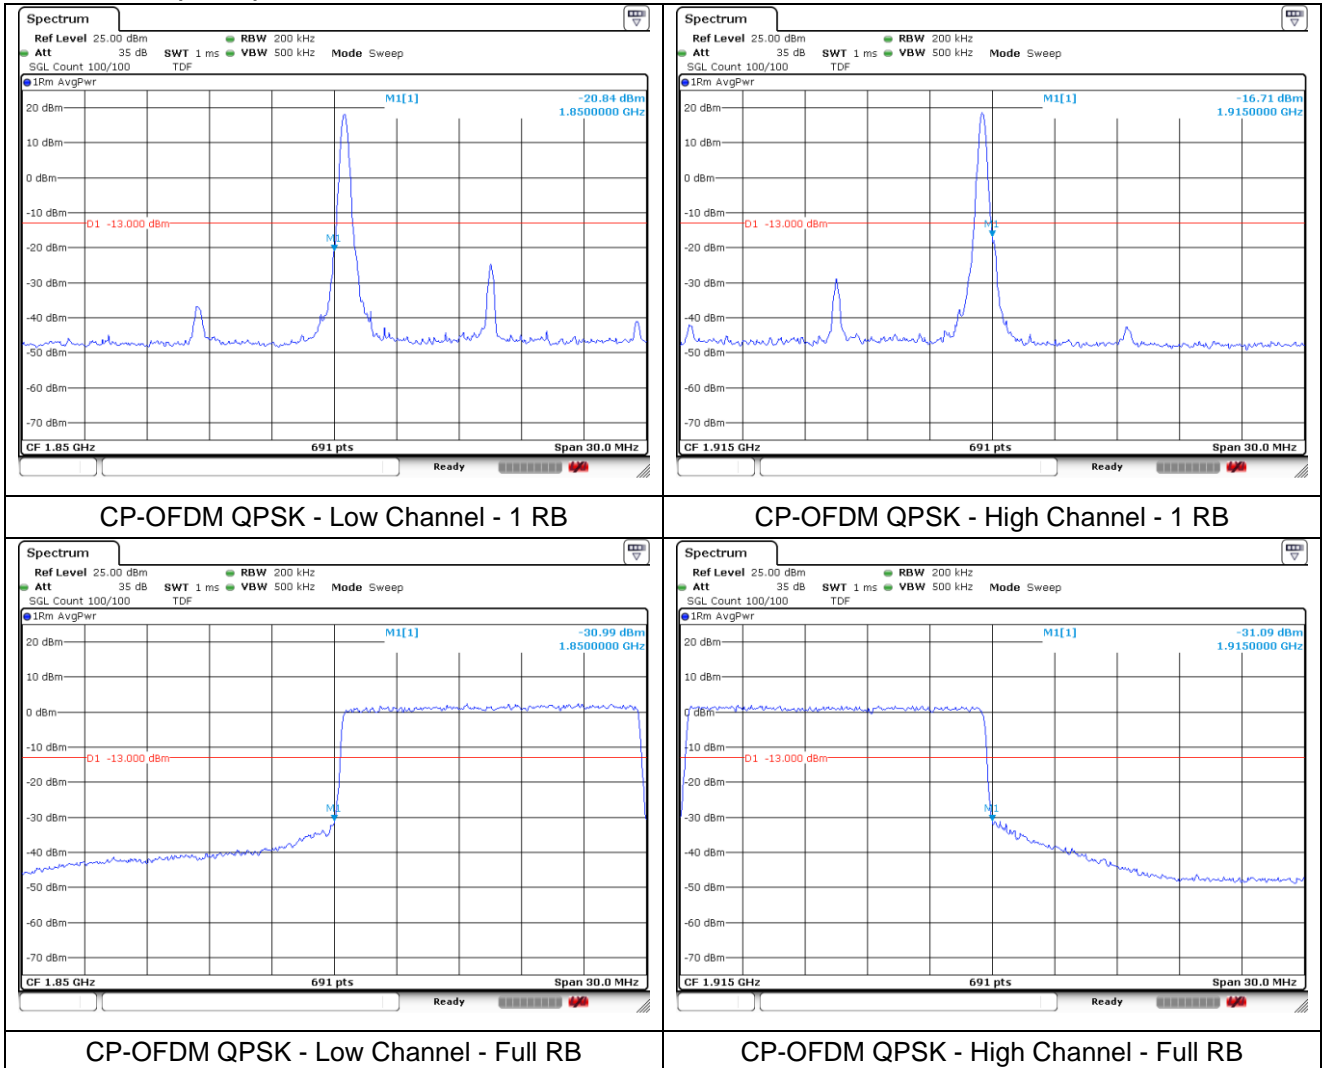 Spectrum
Ref Level 25.00 dBm RBW 200 kHz
Att 35 dB SWT 1 ms VBW 500 kHz Mode Sweep
SGL Count 100/100 TDF
1Rm AvgPwr
M1[1] -20.84 dBm
1.8500000 GHz
20 dBm
10 dBm
0 dBm
-10 dBm
D1 -13.000 dBm
M1
-20 dBm
-30 dBm
-40 dBm
-50 dBm
-60 dBm
-70 dBm
CF 1.85 GHz 691 pts Span 30.0 MHz
Ready
CP-OFDM QPSK - Low Channel - 1 RB
Spectrum
Ref Level 25.00 dBm RBW 200 kHz
Att 35 dB SWT 1 ms VBW 500 kHz Mode Sweep
SGL Count 100/100 TDF
1Rm AvgPwr
M1[1] -16.71 dBm
1.9150000 GHz
20 dBm
10 dBm
0 dBm
-10 dBm
D1 -13.000 dBm
M1
-20 dBm
-30 dBm
-40 dBm
-50 dBm
-60 dBm
-70 dBm
CF 1.915 GHz 691 pts Span 30.0 MHz
Ready
CP-OFDM QPSK - High Channel - 1 RB
Spectrum
Ref Level 25.00 dBm RBW 200 kHz
Att 35 dB SWT 1 ms VBW 500 kHz Mode Sweep
SGL Count 100/100 TDF
1Rm AvgPwr
M1[1] -30.99 dBm
1.8500000 GHz
20 dBm
10 dBm
0 dBm
-10 dBm
D1 -13.000 dBm
-20 dBm
M1
-30 dBm
-40 dBm
-50 dBm
-60 dBm
-70 dBm
CF 1.85 GHz 691 pts Span 30.0 MHz
Ready
CP-OFDM QPSK - Low Channel - Full RB
Spectrum
Ref Level 25.00 dBm RBW 200 kHz
Att 35 dB SWT 1 ms VBW 500 kHz Mode Sweep
SGL Count 100/100 TDF
1Rm AvgPwr
M1[1] -31.09 dBm
1.9150000 GHz
20 dBm
10 dBm
0 dBm
-10 dBm
D1 -13.000 dBm
-20 dBm
M1
-30 dBm
-40 dBm
-50 dBm
-60 dBm
-70 dBm
CF 1.915 GHz 691 pts Span 30.0 MHz
Ready
CP-OFDM QPSK - High Channel - Full RB